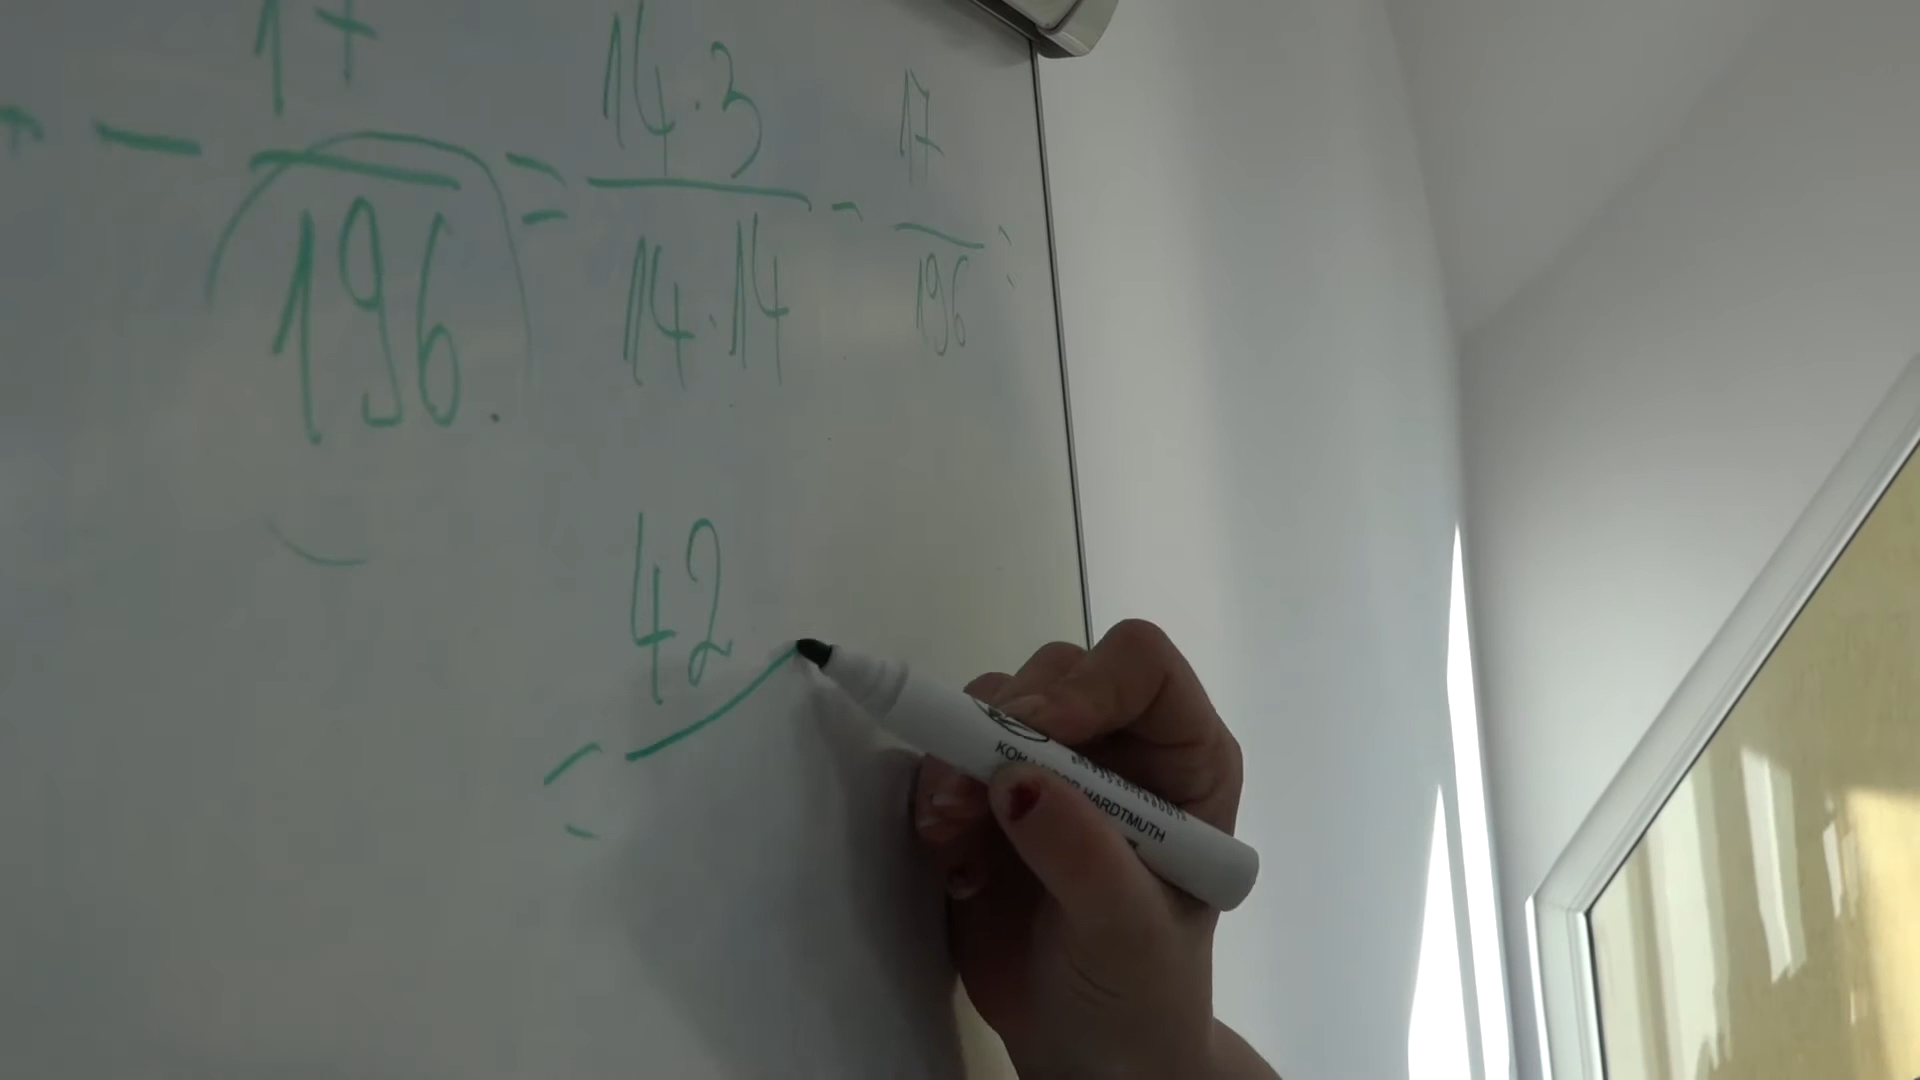 - 17/196 = 14·3/14·14 - 17/196 =
= 42
KOH-I-NOOR HARDTMUTH